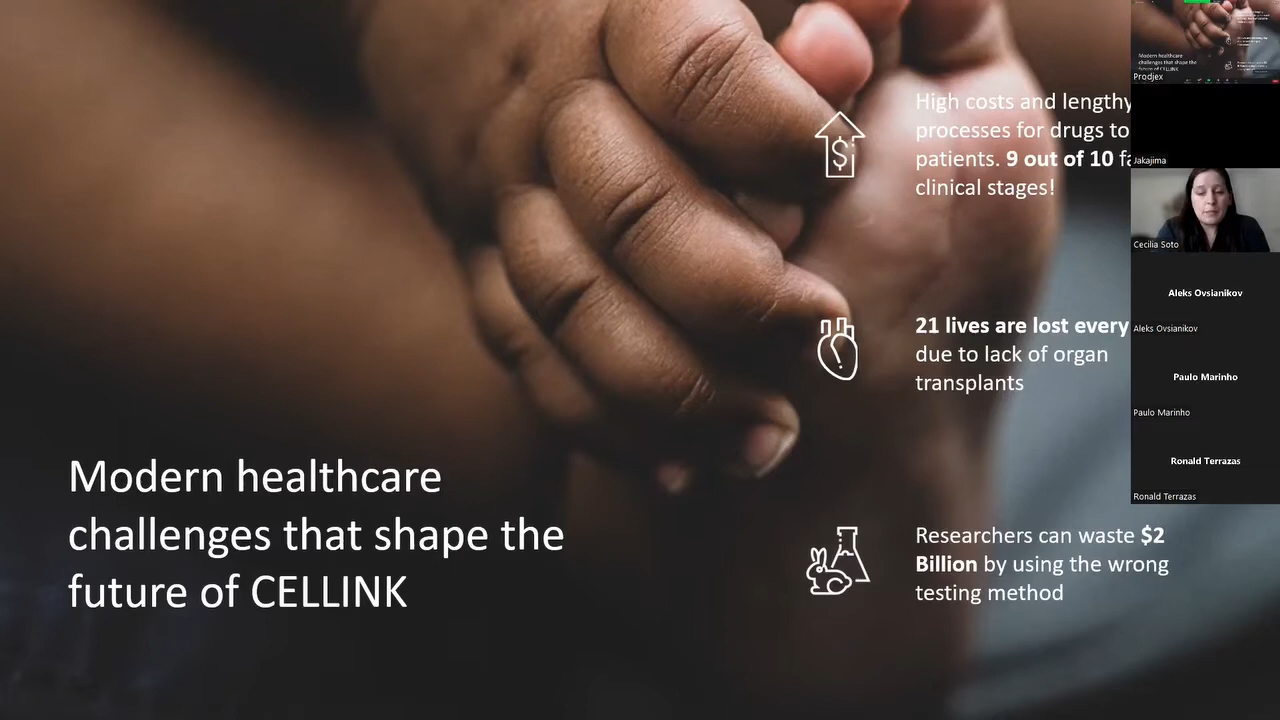 Modern healthcare
challenges that shape the
future of CELLINK
High costs and lengthy
processes for drugs to
patients. 9 out of 10
clinical stages!
21 lives are lost every
due to lack of organ
transplants
Researchers can waste $2
Billion by using the wrong
testing method
Prodjex
Jakajima
Cecilia Soto
Aleks Ovsianikov
Aleks Ovsianikov
Paulo Marinho
Paulo Marinho
Ronald Terrazas
Ronald Terrazas